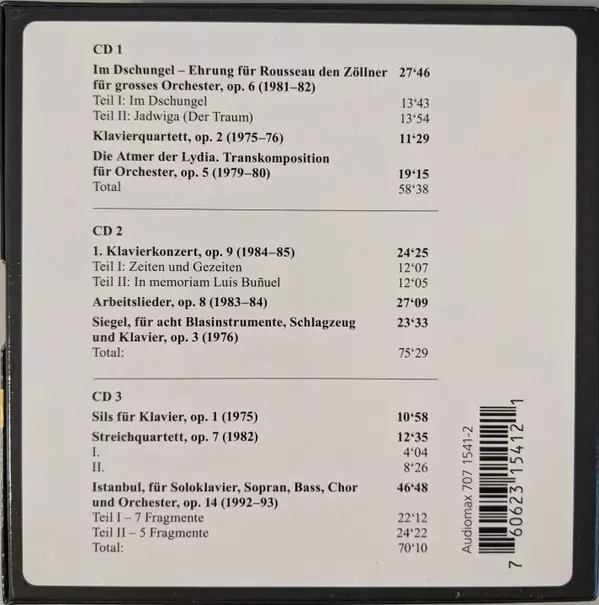 CD 1
Im Dschungel – Ehrung für Rousseau den Zöllner 27‘46
für grosses Orchester, op. 6 (1981–82)
Teil I: Im Dschungel 13‘43
Teil II: Jadwiga (Der Traum) 13‘54
Klavierquartett, op. 2 (1975–76) 11‘29
Die Atmer der Lydia. Transkomposition
für Orchester, op. 5 (1979–80) 19‘15
Total 58‘38
CD 2
1. Klavierkonzert, op. 9 (1984–85) 24‘25
Teil I: Zeiten und Gezeiten 12‘07
Teil II: In memoriam Luis Buñuel 12‘05
Arbeitslieder, op. 8 (1983–84) 27‘09
Siegel, für acht Blasinstrumente, Schlagzeug 23‘33
und Klavier, op. 3 (1976)
Total: 75‘29
CD 3
Sils für Klavier, op. 1 (1975) 10‘58
Streichquartett, op. 7 (1982) 12‘35
I. 4‘04
II. 8‘26
Istanbul, für Soloklavier, Sopran, Bass, Chor 46‘48
und Orchester, op. 14 (1992–93)
Teil I – 7 Fragmente 22‘12
Teil II – 5 Fragmente 24‘22
Total: 70‘10
Audiomax 707 1541-2
7 60623 15412 1